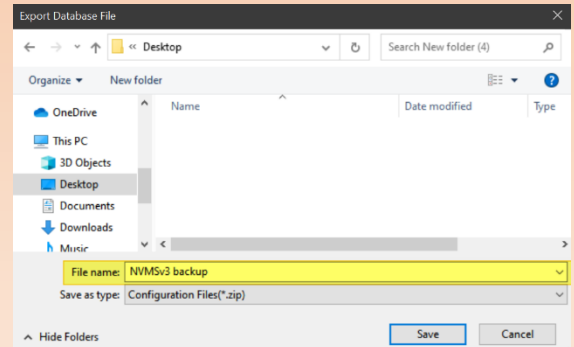 Export Database File
« Desktop
Search New folder (4)
Organize
New folder
Name
Date modified
Type
OneDrive
This PC
3D Objects
Desktop
Documents
Downloads
Music
File name: NVMSv3 backup
Save as type: Configuration Files(*.zip)
Hide Folders
Save
Cancel